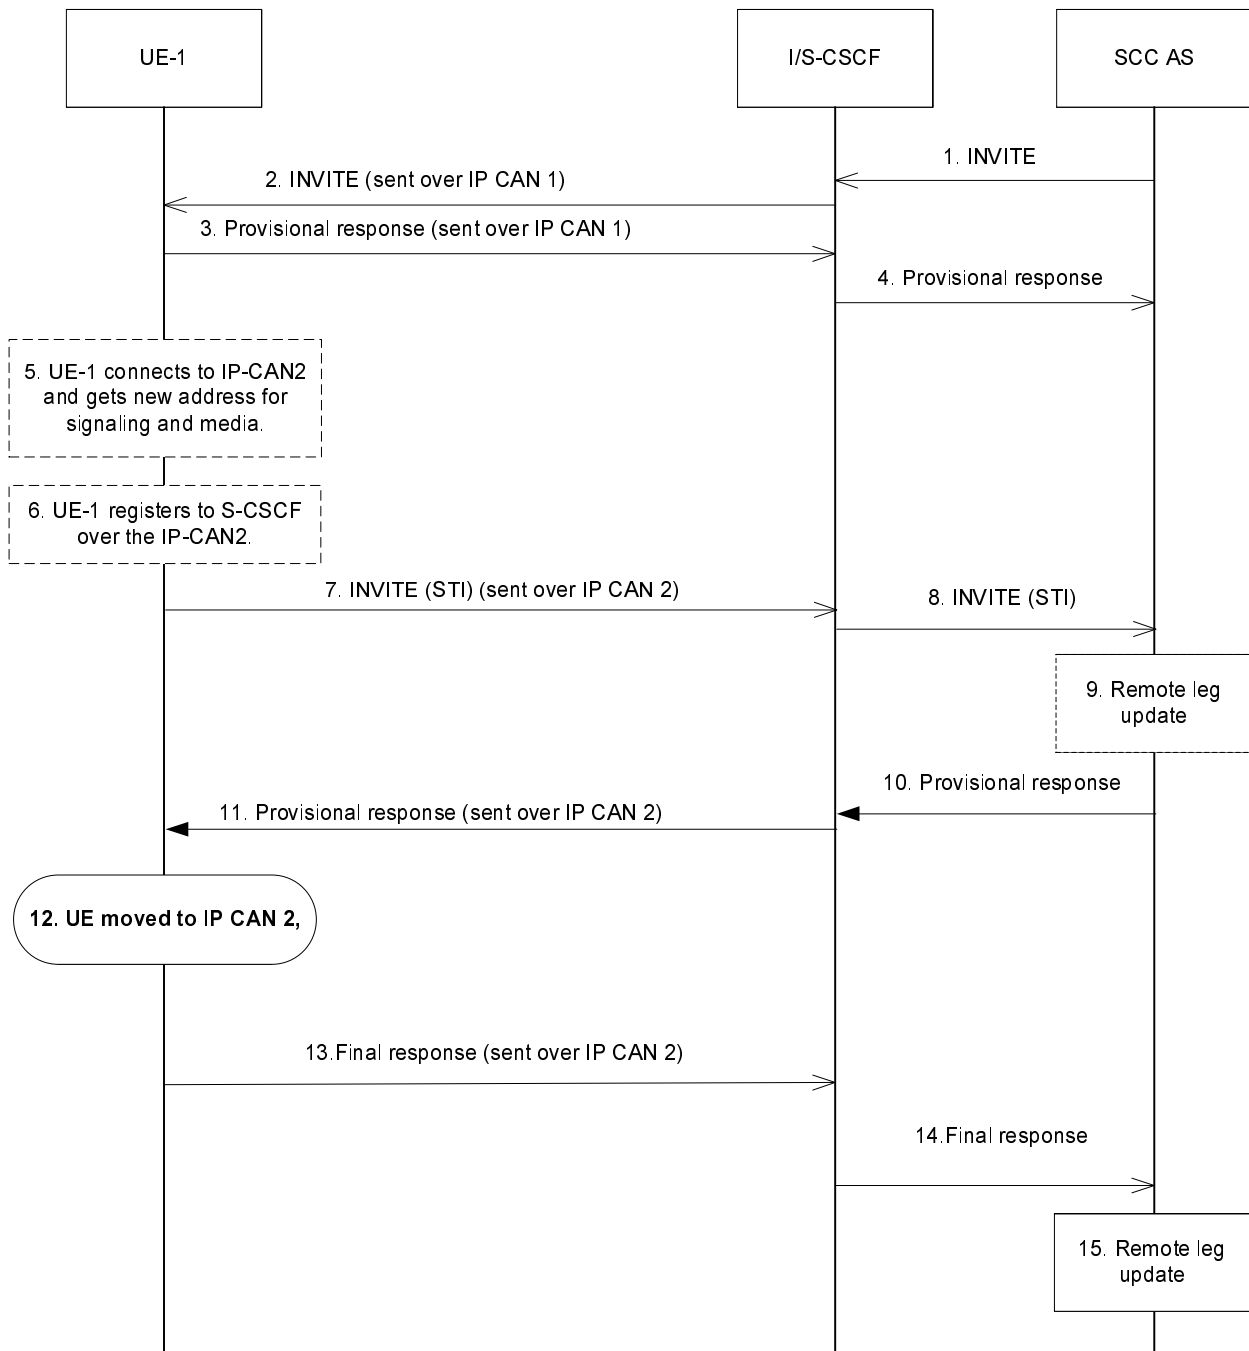 UE-1
I/S-CSCF
SCC AS
1. INVITE
2. INVITE (sent over IP CAN 1)
3. Provisional response (sent over IP CAN 1)
4. Provisional response
5. UE-1 connects to IP-CAN2
and gets new address for
signaling and media.
6. UE-1 registers to S-CSCF
over the IP-CAN2.
7. INVITE (STI) (sent over IP CAN 2)
8. INVITE (STI)
9. Remote leg
update
10. Provisional response
11. Provisional response (sent over IP CAN 2)
12. UE moved to IP CAN 2,
13.Final response (sent over IP CAN 2)
14.Final response
15. Remote leg
update